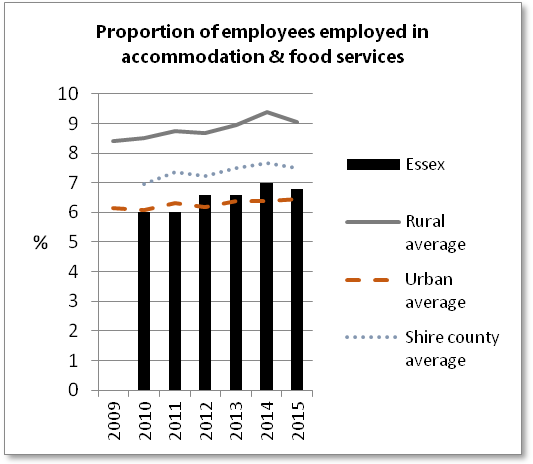 Proportion of employees employed in
accommodation & food services
10
9
8
7
6
5
4
3
2
1
0
%
2009
2010
2011
2012
2013
2014
2015
Essex
Rural
average
Urban
average
Shire county
average